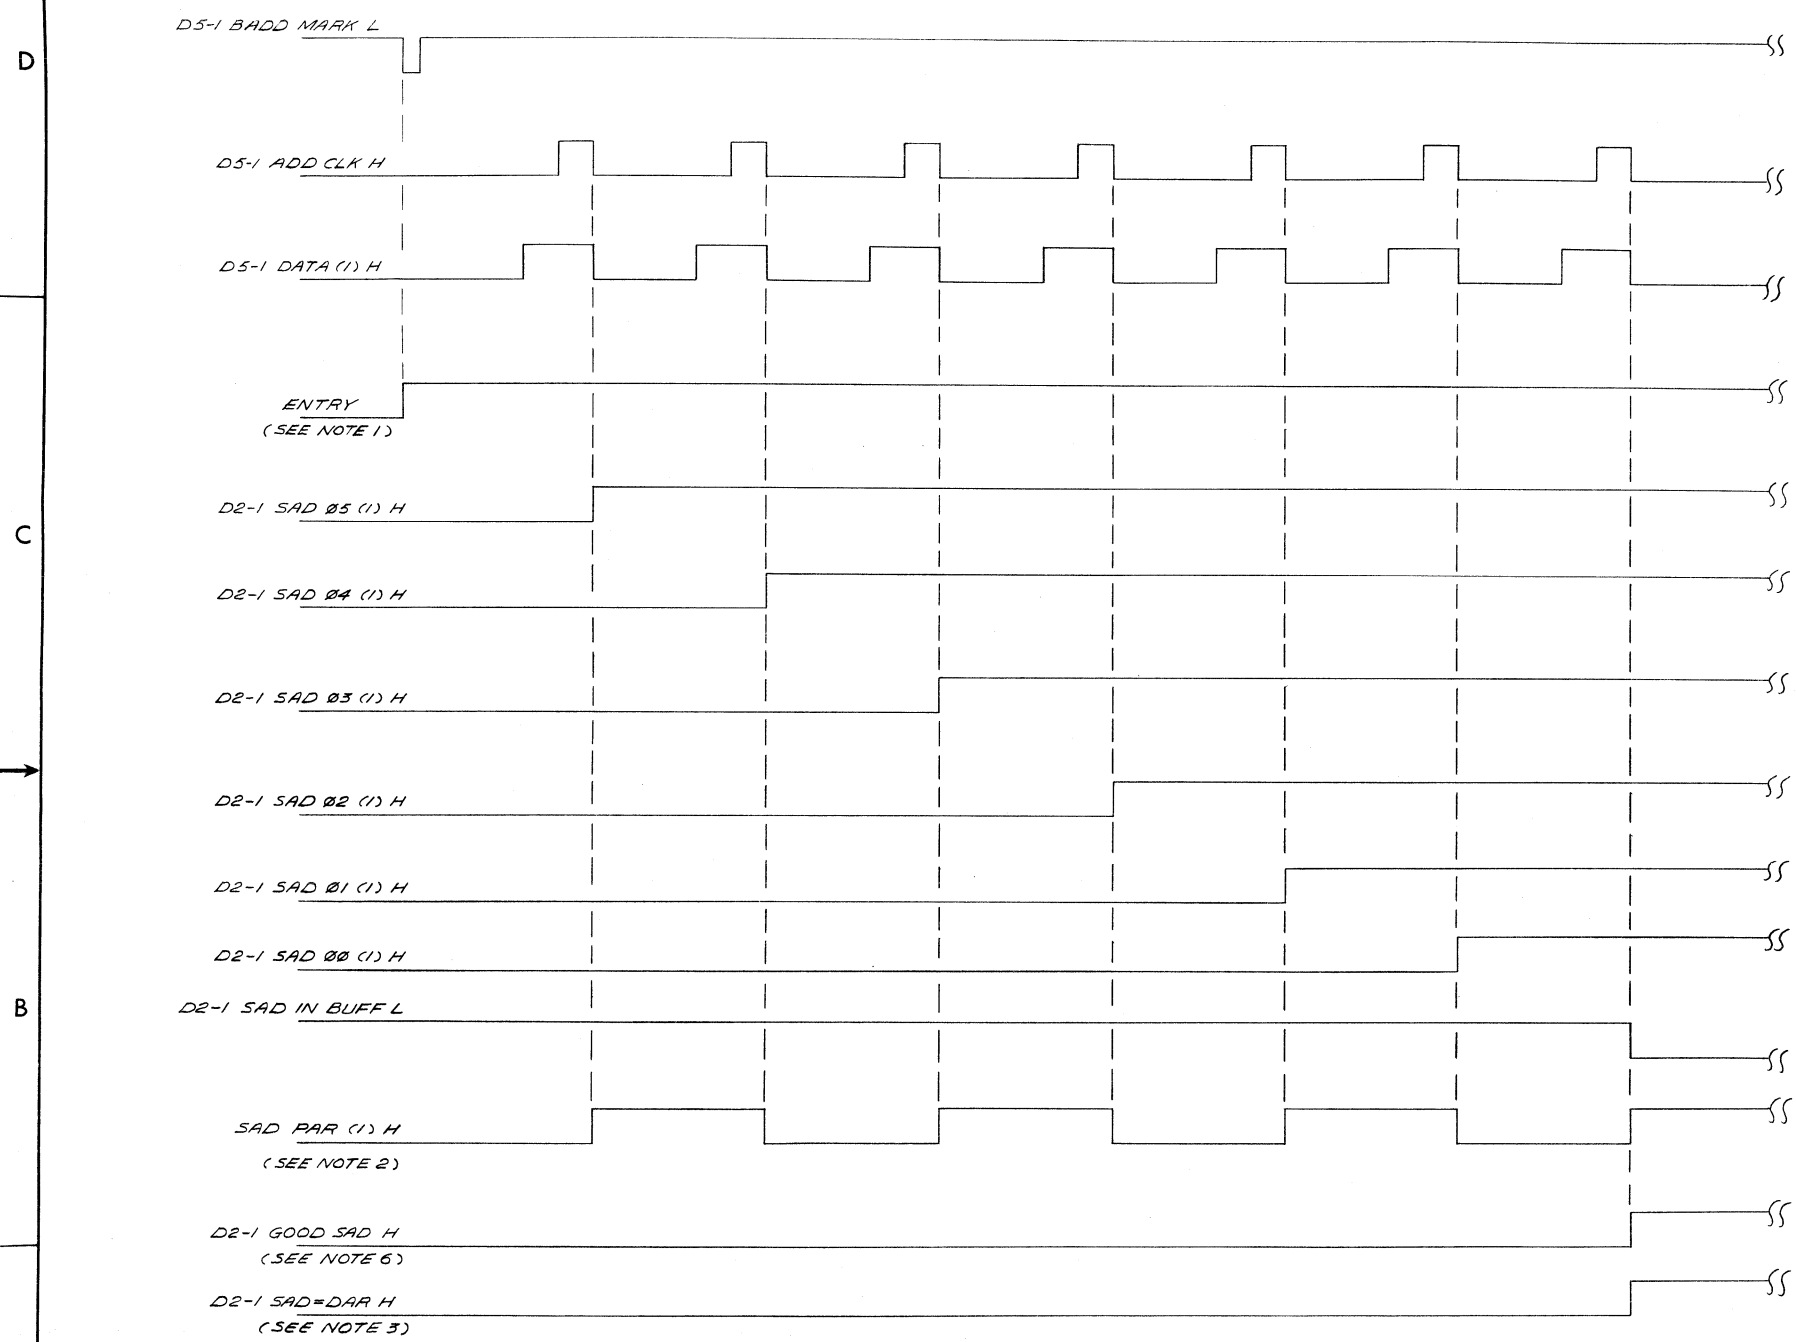 D5-1 BADD MARK L
D
D5-1 ADD CLK H
D5-1 DATA (1) H
ENTRY
(SEE NOTE 1)
D2-1 SAD Ø5 (1) H
C
D2-1 SAD Ø4 (1) H
D2-1 SAD Ø3 (1) H
D2-1 SAD Ø2 (1) H
D2-1 SAD Ø1 (1) H
D2-1 SAD ØØ (1) H
B
D2-1 SAD IN BUFF L
SAD PAR (1) H
(SEE NOTE 2)
D2-1 GOOD SAD H
(SEE NOTE 6)
D2-1 SAD=DAR H
(SEE NOTE 3)